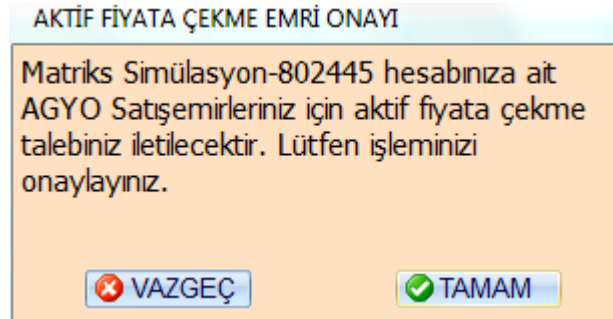 AKTİF FİYATA ÇEKME EMRİ ONAYI
Matriks Simülasyon-802445 hesabınıza ait
AGYO Satışemirleriniz için aktif fiyata çekme
talebiniz iletilecektir. Lütfen işleminizi
onaylayınız.
VAZGEÇ TAMAM